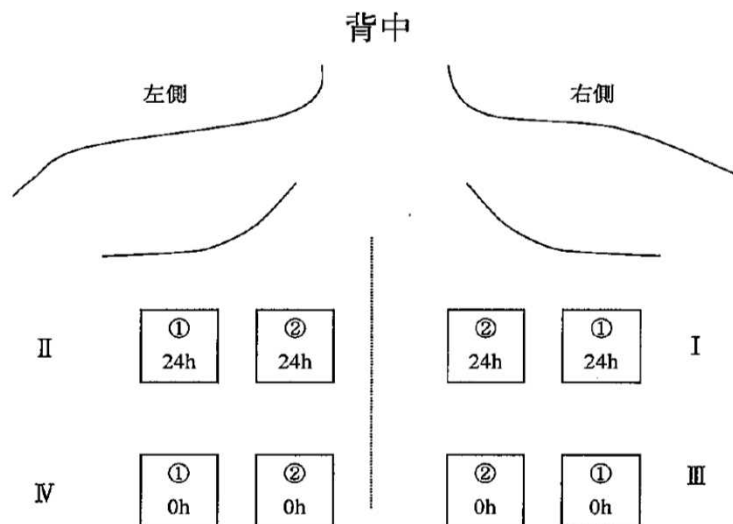 背中
左側 右側
① ② ② ①
Ⅱ 24h 24h 24h 24h Ⅰ
① ② ② ①
Ⅳ 0h 0h 0h 0h Ⅲ